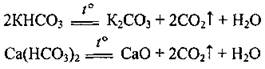 2KHCO₃ =t°= K₂CO₃ + 2CO₂↑ + H₂O
Ca(HCO₃)₂ =t°= CaO + 2CO₂↑ + H₂O